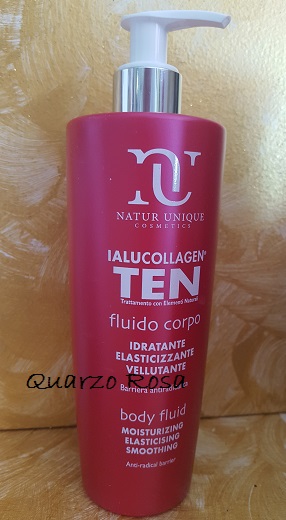 NU
NATUR UNIQUE
COSMETICS
IALUCOLLAGEN®
TEN
Trattamento con Elementi Naturali
fluido corpo
IDRATANTE
ELASTICIZZANTE
VELLUTANTE
Quarzo Rosa
Barriera antiradicalica
body fluid
MOISTURIZING
ELASTICISING
SMOOTHING
Anti-radical barrier